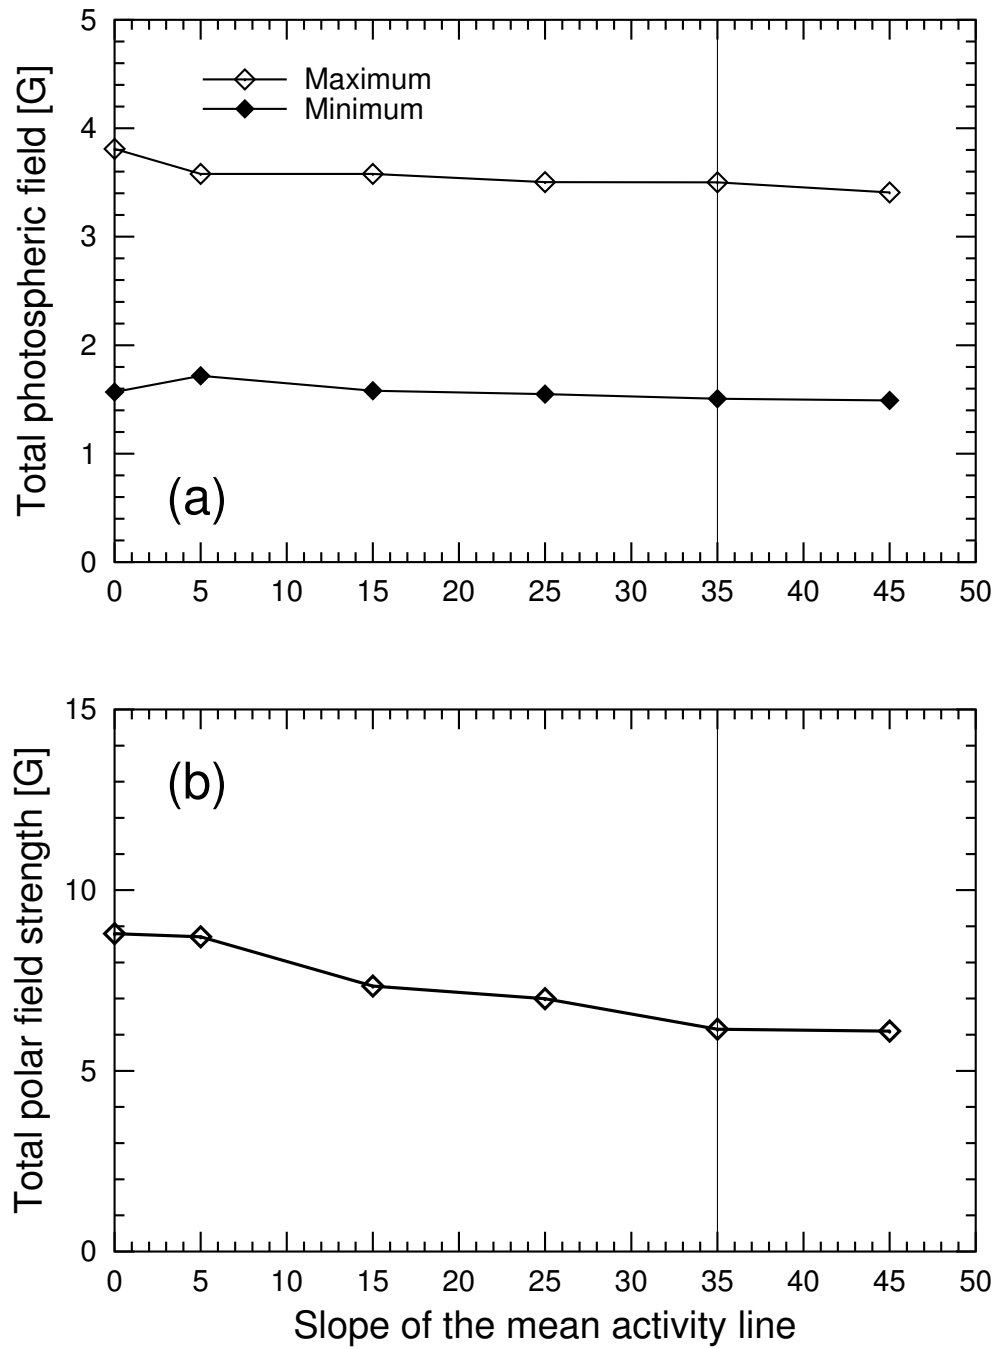 5
Maximum
Minimum
4
3
2
1
0
Total photospheric field [G]
(a)
0 5 10 15 20 25 30 35 40 45 50
15
(b)
10
5
0
Total polar field strength [G]
0 5 10 15 20 25 30 35 40 45 50
Slope of the mean activity line